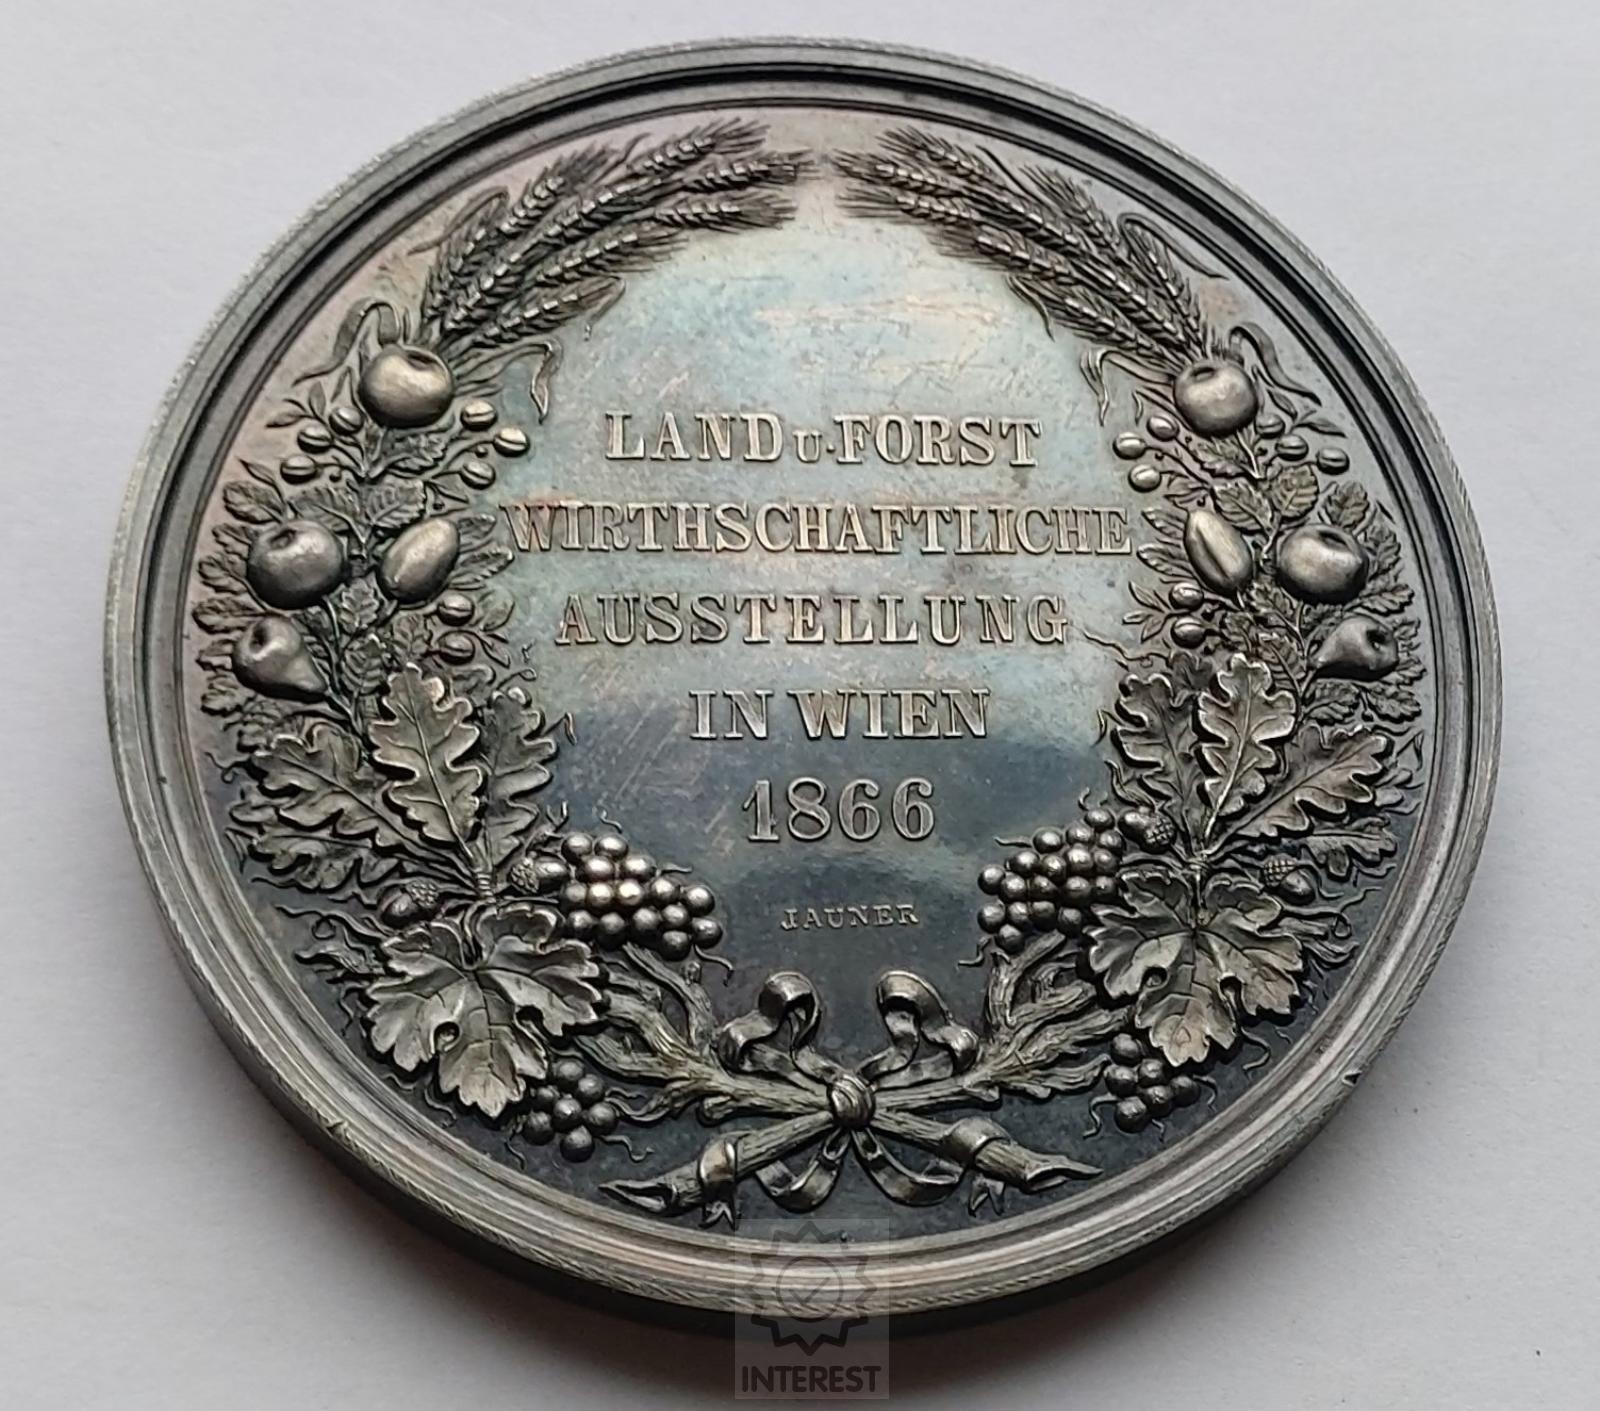 LAND U. FORST
WIRTHSCHAFTLICHE
AUSSTELLUNG
IN WIEN
1866
JAUNER
INTEREST